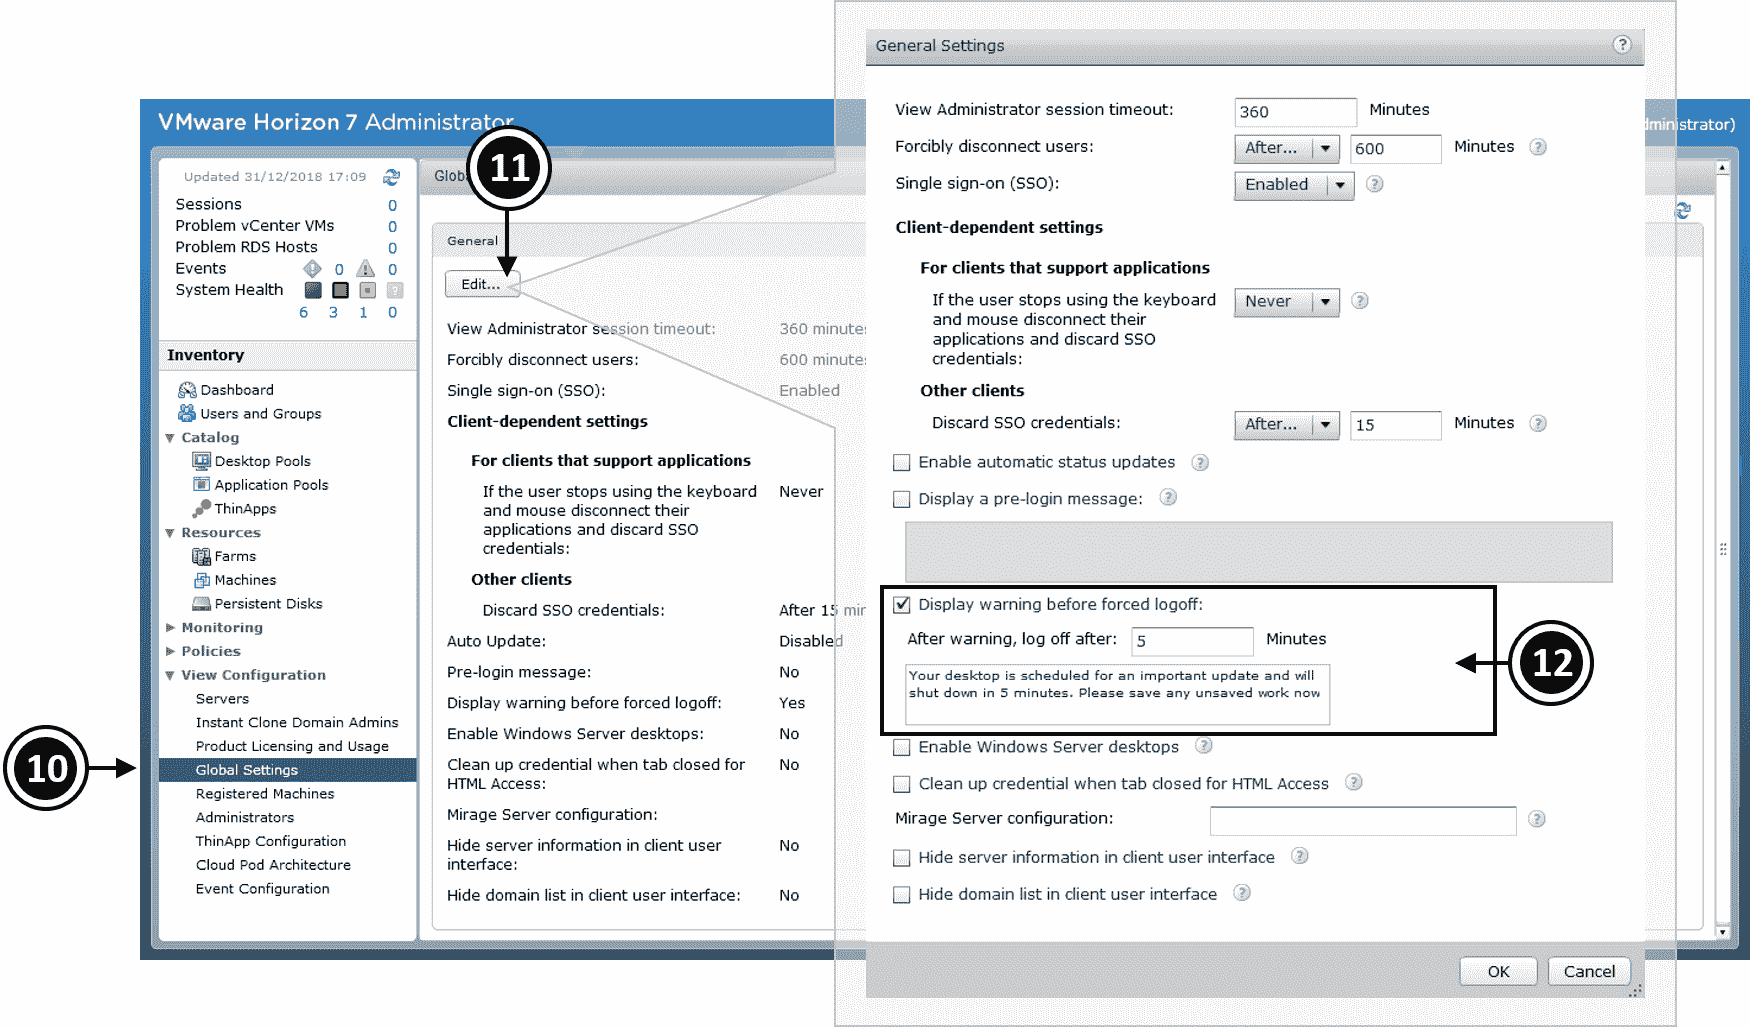 VMware Horizon 7 Administrator
Updated 31/12/2018 17:09
Sessions 0
Problem vCenter VMs 0
Problem RDS Hosts 0
Events 0 0
System Health
6 3 1 0
Inventory
Dashboard
Users and Groups
Catalog
Desktop Pools
Application Pools
ThinApps
Resources
Farms
Machines
Persistent Disks
Monitoring
Policies
View Configuration
Servers
Instant Clone Domain Admins
Product Licensing and Usage
10
Global Settings
Registered Machines
Administrators
ThinApp Configuration
Cloud Pod Architecture
Event Configuration
11
General
Edit...
View Administrator session timeout: 360 minutes
Forcibly disconnect users: 600 minutes
Single sign-on (SSO): Enabled
Client-dependent settings
For clients that support applications
If the user stops using the keyboard Never
and mouse disconnect their
applications and discard SSO
credentials:
Other clients
Discard SSO credentials: After 15 min
Auto Update: Disabled
Pre-login message: No
Display warning before forced logoff: Yes
Enable Windows Server desktops: No
Clean up credential when tab closed for No
HTML Access:
Mirage Server configuration:
Hide server information in client user No
interface:
Hide domain list in client user interface: No
General Settings ?
View Administrator session timeout: 360 Minutes
Forcibly disconnect users: After... 600 Minutes ?
Single sign-on (SSO): Enabled ?
Client-dependent settings
For clients that support applications
If the user stops using the keyboard Never ?
and mouse disconnect their
applications and discard SSO
credentials:
Other clients
Discard SSO credentials: After... 15 Minutes ?
Enable automatic status updates ?
Display a pre-login message: ?
Display warning before forced logoff:
After warning, log off after: 5 Minutes
Your desktop is scheduled for an important update and will
shut down in 5 minutes. Please save any unsaved work now
12
Enable Windows Server desktops ?
Clean up credential when tab closed for HTML Access ?
Mirage Server configuration: ?
Hide server information in client user interface ?
Hide domain list in client user interface ?
OK Cancel